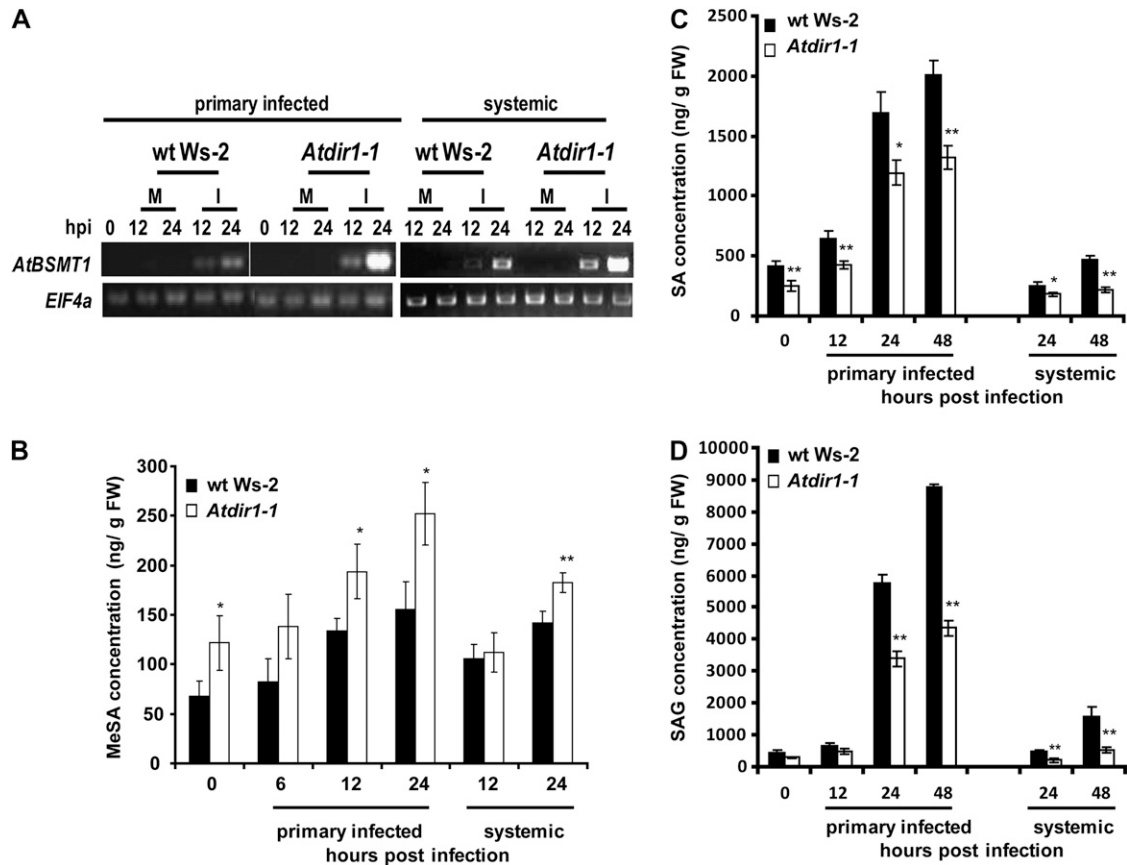 A
primary infected systemic
wt Ws-2 Atdir1-1 wt Ws-2 Atdir1-1
M I M I M I M I
hpi 0 12 24 12 24 0 12 24 12 24 12 24 12 24 12 24 12 24
AtBSMT1
EIF4a
B
MeSA concentration (ng/ g FW)
300
250
200
150
100
50
0
wt Ws-2
Atdir1-1
*
*
*
**
0 6 12 24 12 24
primary infected systemic
hours post infection
C
SA concentration (ng/ g FW)
2500
2000
1500
1000
500
0
wt Ws-2
Atdir1-1
**
**
*
**
*
**
0 12 24 48 24 48
primary infected systemic
hours post infection
D
SAG concentration (ng/ g FW)
10000
9000
8000
7000
6000
5000
4000
3000
2000
1000
0
wt Ws-2
Atdir1-1
**
**
**
**
0 12 24 48 24 48
primary infected systemic
hours post infection